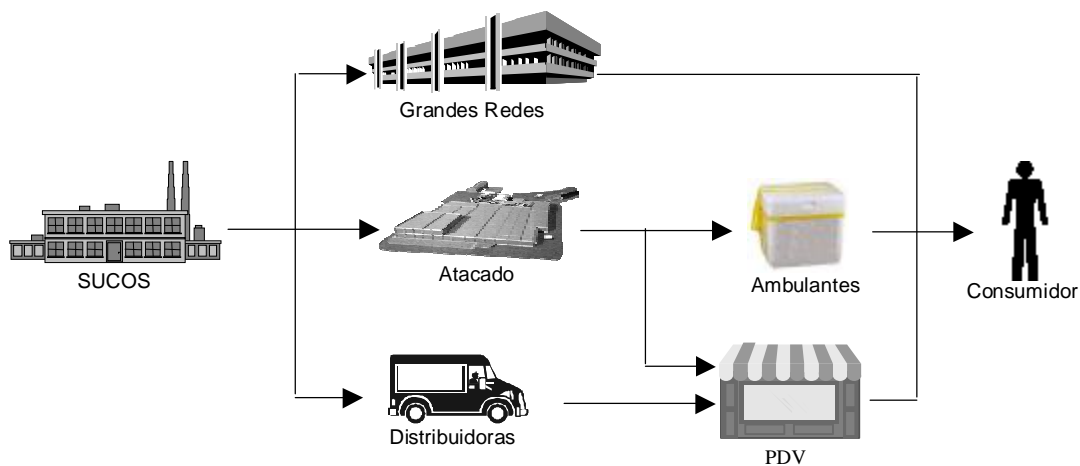 Grandes Redes
SUCOS
Atacado
Ambulantes
Consumidor
Distribuidoras
PDV